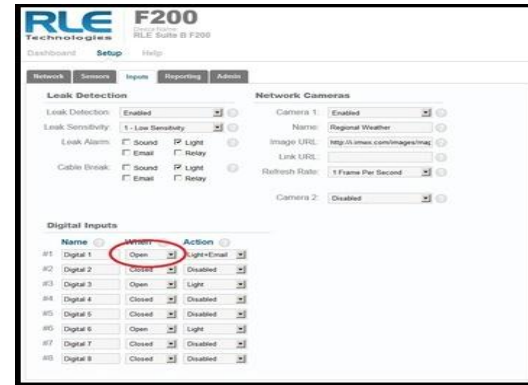 RLE
Technologies
F200
Device Name:
RLE Suite B F200
Dashboard Setup Help
Network Sensors Inputs Reporting Admin
Leak Detection
Leak Detection: Enabled
Leak Sensitivity: 1 - Low Sensitivity
Leak Alarm: Sound Light
Email Relay
Cable Break: Sound Light
Email Relay
Network Cameras
Camera 1: Enabled
Name: Regional Weather
Image URL: http://i.imex.com/images/mag
Link URL:
Refresh Rate: 1 Frame Per Second
Camera 2: Disabled
Digital Inputs
Name When Action
#1 Digital 1 Open Light+Email
#2 Digital 2 Closed Disabled
#3 Digital 3 Open Light
#4 Digital 4 Closed Disabled
#5 Digital 5 Closed Disabled
#6 Digital 6 Open Light
#7 Digital 7 Closed Disabled
#8 Digital 8 Closed Disabled